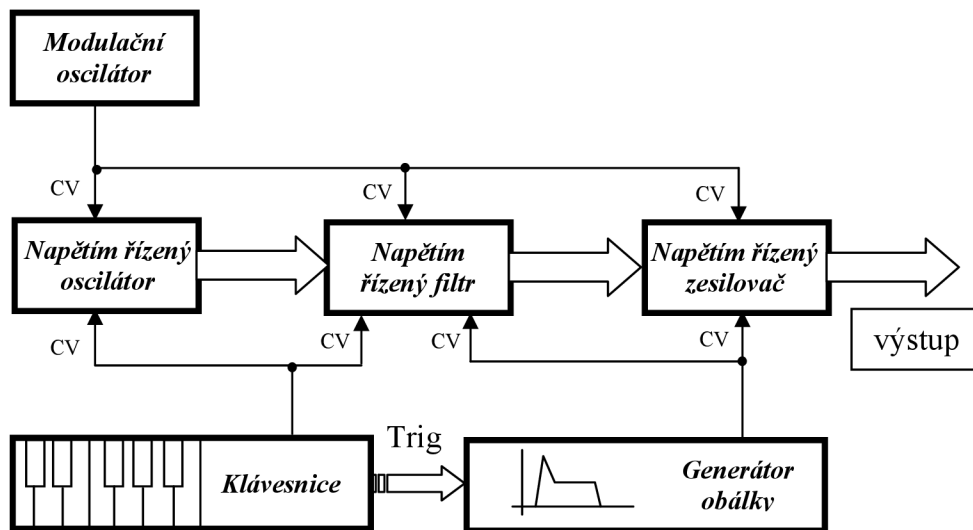 Modulační
oscilátor
CV
CV
CV
Napětím řízený
oscilátor
Napětím
řízený filtr
Napětím řízený
zesilovač
CV
CV
CV
CV
výstup
Trig
Klávesnice
Generátor
obálky